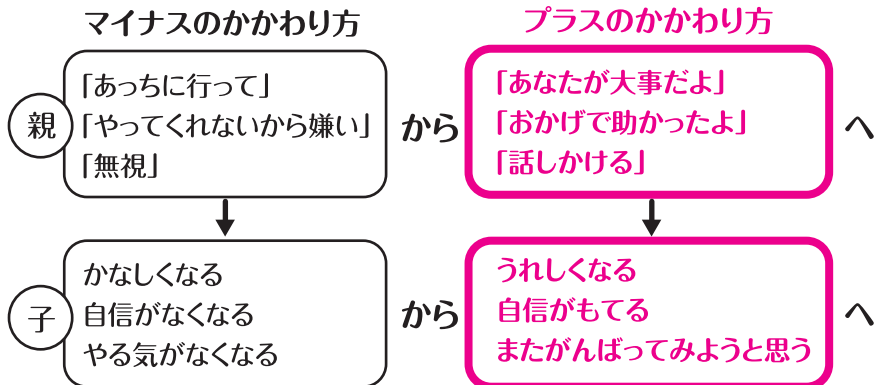 マイナスのかかわり方
プラスのかかわり方
親
「あっちに行って」
「やってくれないから嫌い」
「無視」
から
「あなたが大事だよ」
「おかげで助かったよ」
「話しかける」
へ
子
かなしくなる
自信がなくなる
やる気がなくなる
から
うれしくなる
自信がもてる
またがんばってみようと思う
へ